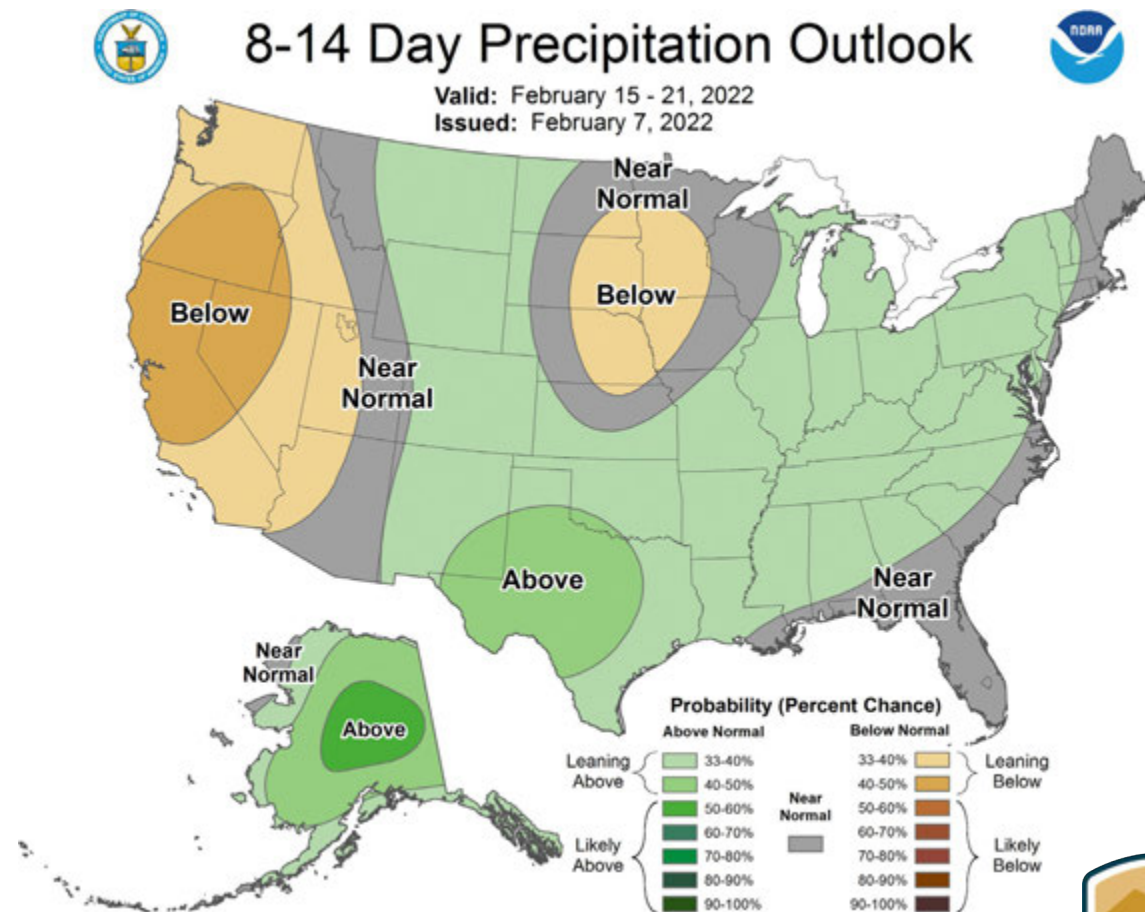 8-14 Day Precipitation Outlook
NOAA
Valid: February 15 - 21, 2022
Issued: February 7, 2022
Near
Normal
Below
Below
Near
Normal
Above
Near
Normal
Near
Normal
Above
Probability (Percent Chance)
Above Normal
Below Normal
Leaning
Above
33-40%
40-50%
Likely
Above
50-60%
60-70%
70-80%
80-90%
90-100%
Near
Normal
33-40%
40-50%
Leaning
Below
50-60%
60-70%
70-80%
80-90%
90-100%
Likely
Below